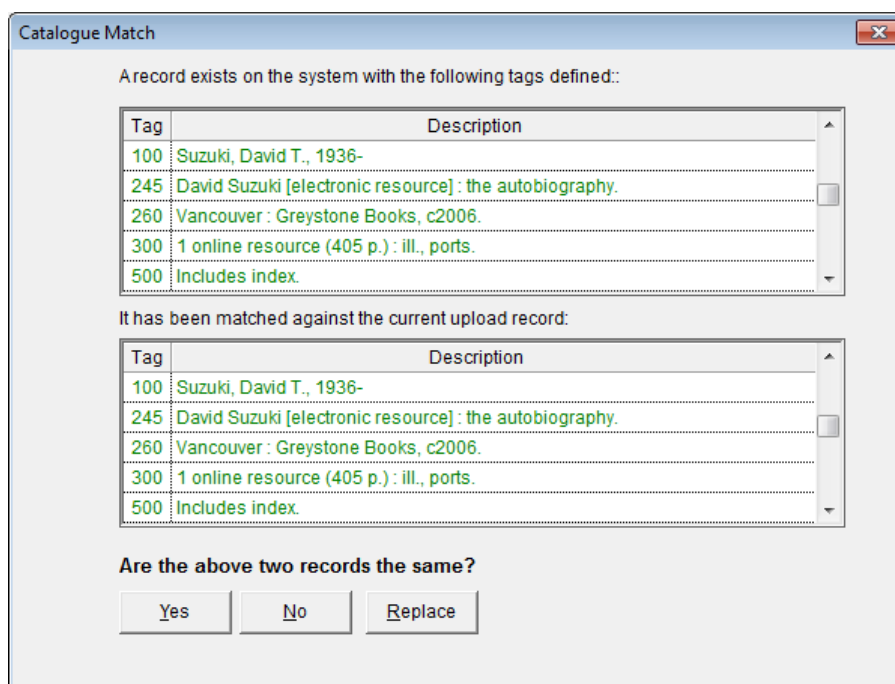 Catalogue Match
A record exists on the system with the following tags defined::
Tag Description
100 Suzuki, David T., 1936-
245 David Suzuki [electronic resource] : the autobiography.
260 Vancouver : Greystone Books, c2006.
300 1 online resource (405 p.) : ill., ports.
500 Includes index.
It has been matched against the current upload record:
Tag Description
100 Suzuki, David T., 1936-
245 David Suzuki [electronic resource] : the autobiography.
260 Vancouver : Greystone Books, c2006.
300 1 online resource (405 p.) : ill., ports.
500 Includes index.
Are the above two records the same?
Yes No Replace